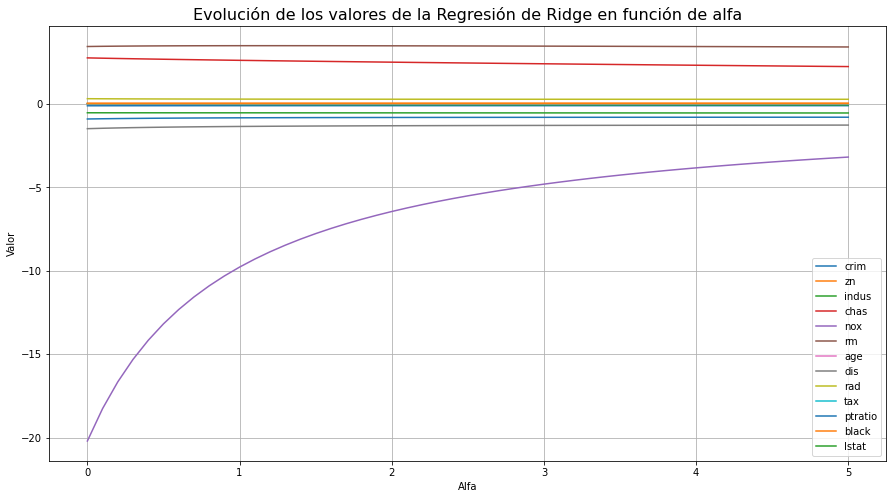 Evolución de los valores de la Regresión de Ridge en función de alfa
Valor
0
−5
−10
−15
−20
0 1 2 3 4 5
Alfa
crim
zn
indus
chas
nox
rm
age
dis
rad
tax
ptratio
black
lstat